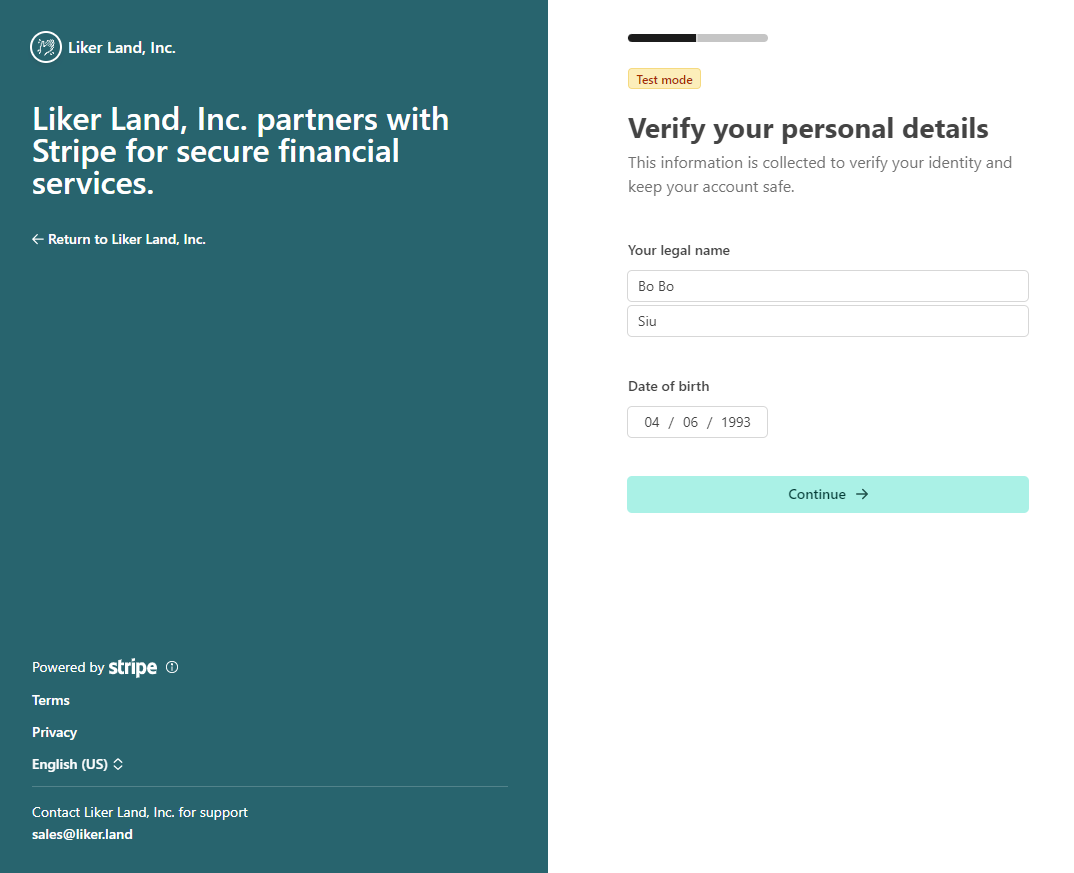 Liker Land, Inc.
Liker Land, Inc. partners with
Stripe for secure financial
services.
← Return to Liker Land, Inc.
Powered by stripe
Terms
Privacy
English (US)
Contact Liker Land, Inc. for support
sales@liker.land
Test mode
Verify your personal details
This information is collected to verify your identity and
keep your account safe.
Your legal name
Bo Bo
Siu
Date of birth
04 / 06 / 1993
Continue →